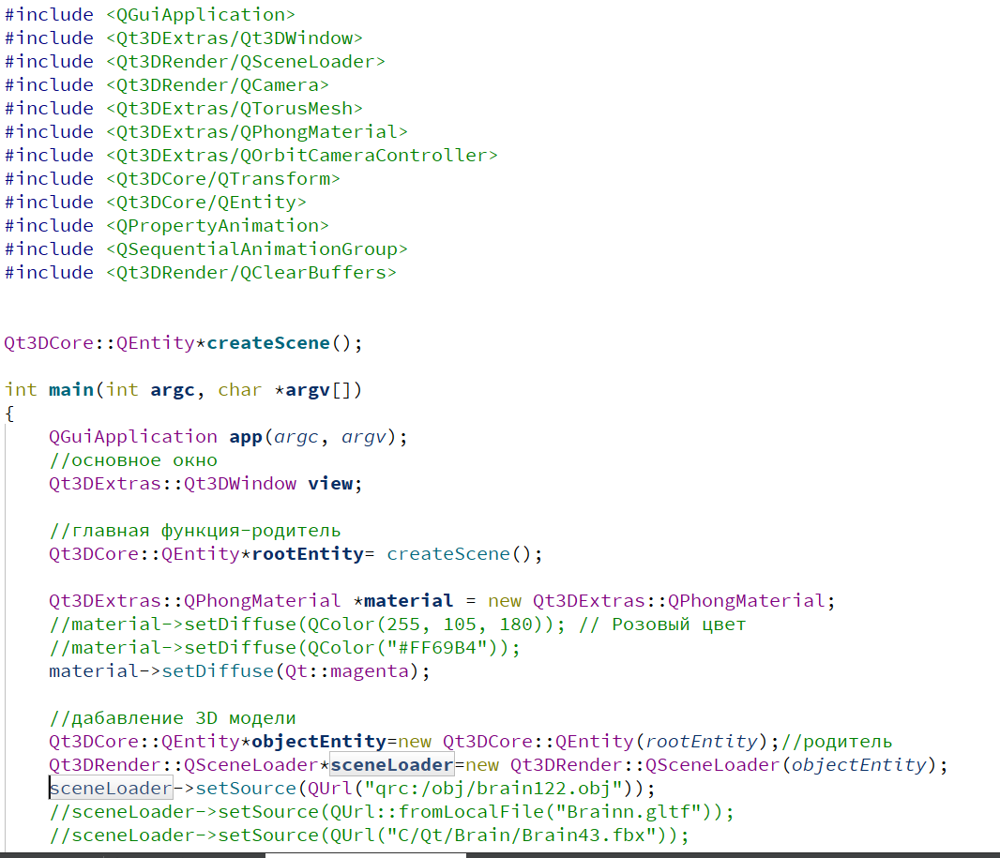 #include <QGuiApplication>
#include <Qt3DExtras/Qt3DWindow>
#include <Qt3DRender/QSceneLoader>
#include <Qt3DRender/QCamera>
#include <Qt3DExtras/QTorusMesh>
#include <Qt3DExtras/QPhongMaterial>
#include <Qt3DExtras/QOrbitCameraController>
#include <Qt3DCore/QTransform>
#include <Qt3DCore/QEntity>
#include <QPropertyAnimation>
#include <QSequentialAnimationGroup>
#include <Qt3DRender/QClearBuffers>
Qt3DCore::QEntity*createScene();
int main(int argc, char *argv[])
{
QGuiApplication app(argc, argv);
//основное окно
Qt3DExtras::Qt3DWindow view;
//главная функция-родитель
Qt3DCore::QEntity*rootEntity= createScene();
Qt3DExtras::QPhongMaterial *material = new Qt3DExtras::QPhongMaterial;
//material->setDiffuse(QColor(255, 105, 180)); // Розовый цвет
//material->setDiffuse(QColor("#FF69B4"));
material->setDiffuse(Qt::magenta);
//дабавление 3D модели
Qt3DCore::QEntity*objectEntity=new Qt3DCore::QEntity(rootEntity);//родитель
Qt3DRender::QSceneLoader*sceneLoader=new Qt3DRender::QSceneLoader(objectEntity);
sceneLoader->setSource(QUrl("qrc:/obj/brain122.obj"));
//sceneLoader->setSource(QUrl::fromLocalFile("Brainn.gltf"));
//sceneLoader->setSource(QUrl("C/Qt/Brain/Brain43.fbx"));